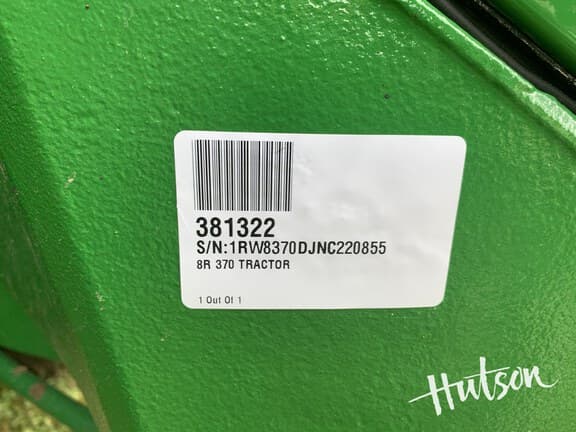 381322
S/N:1RW8370DJNC220855
8R 370 TRACTOR
1 Out Of 1
Hutson